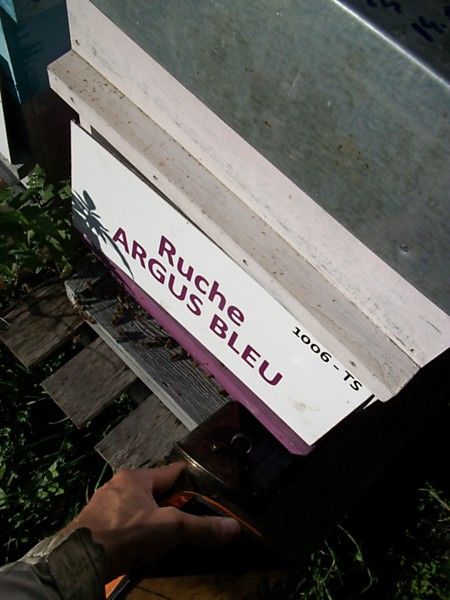 Ruche
ARGUS BLEU
1006 - TS